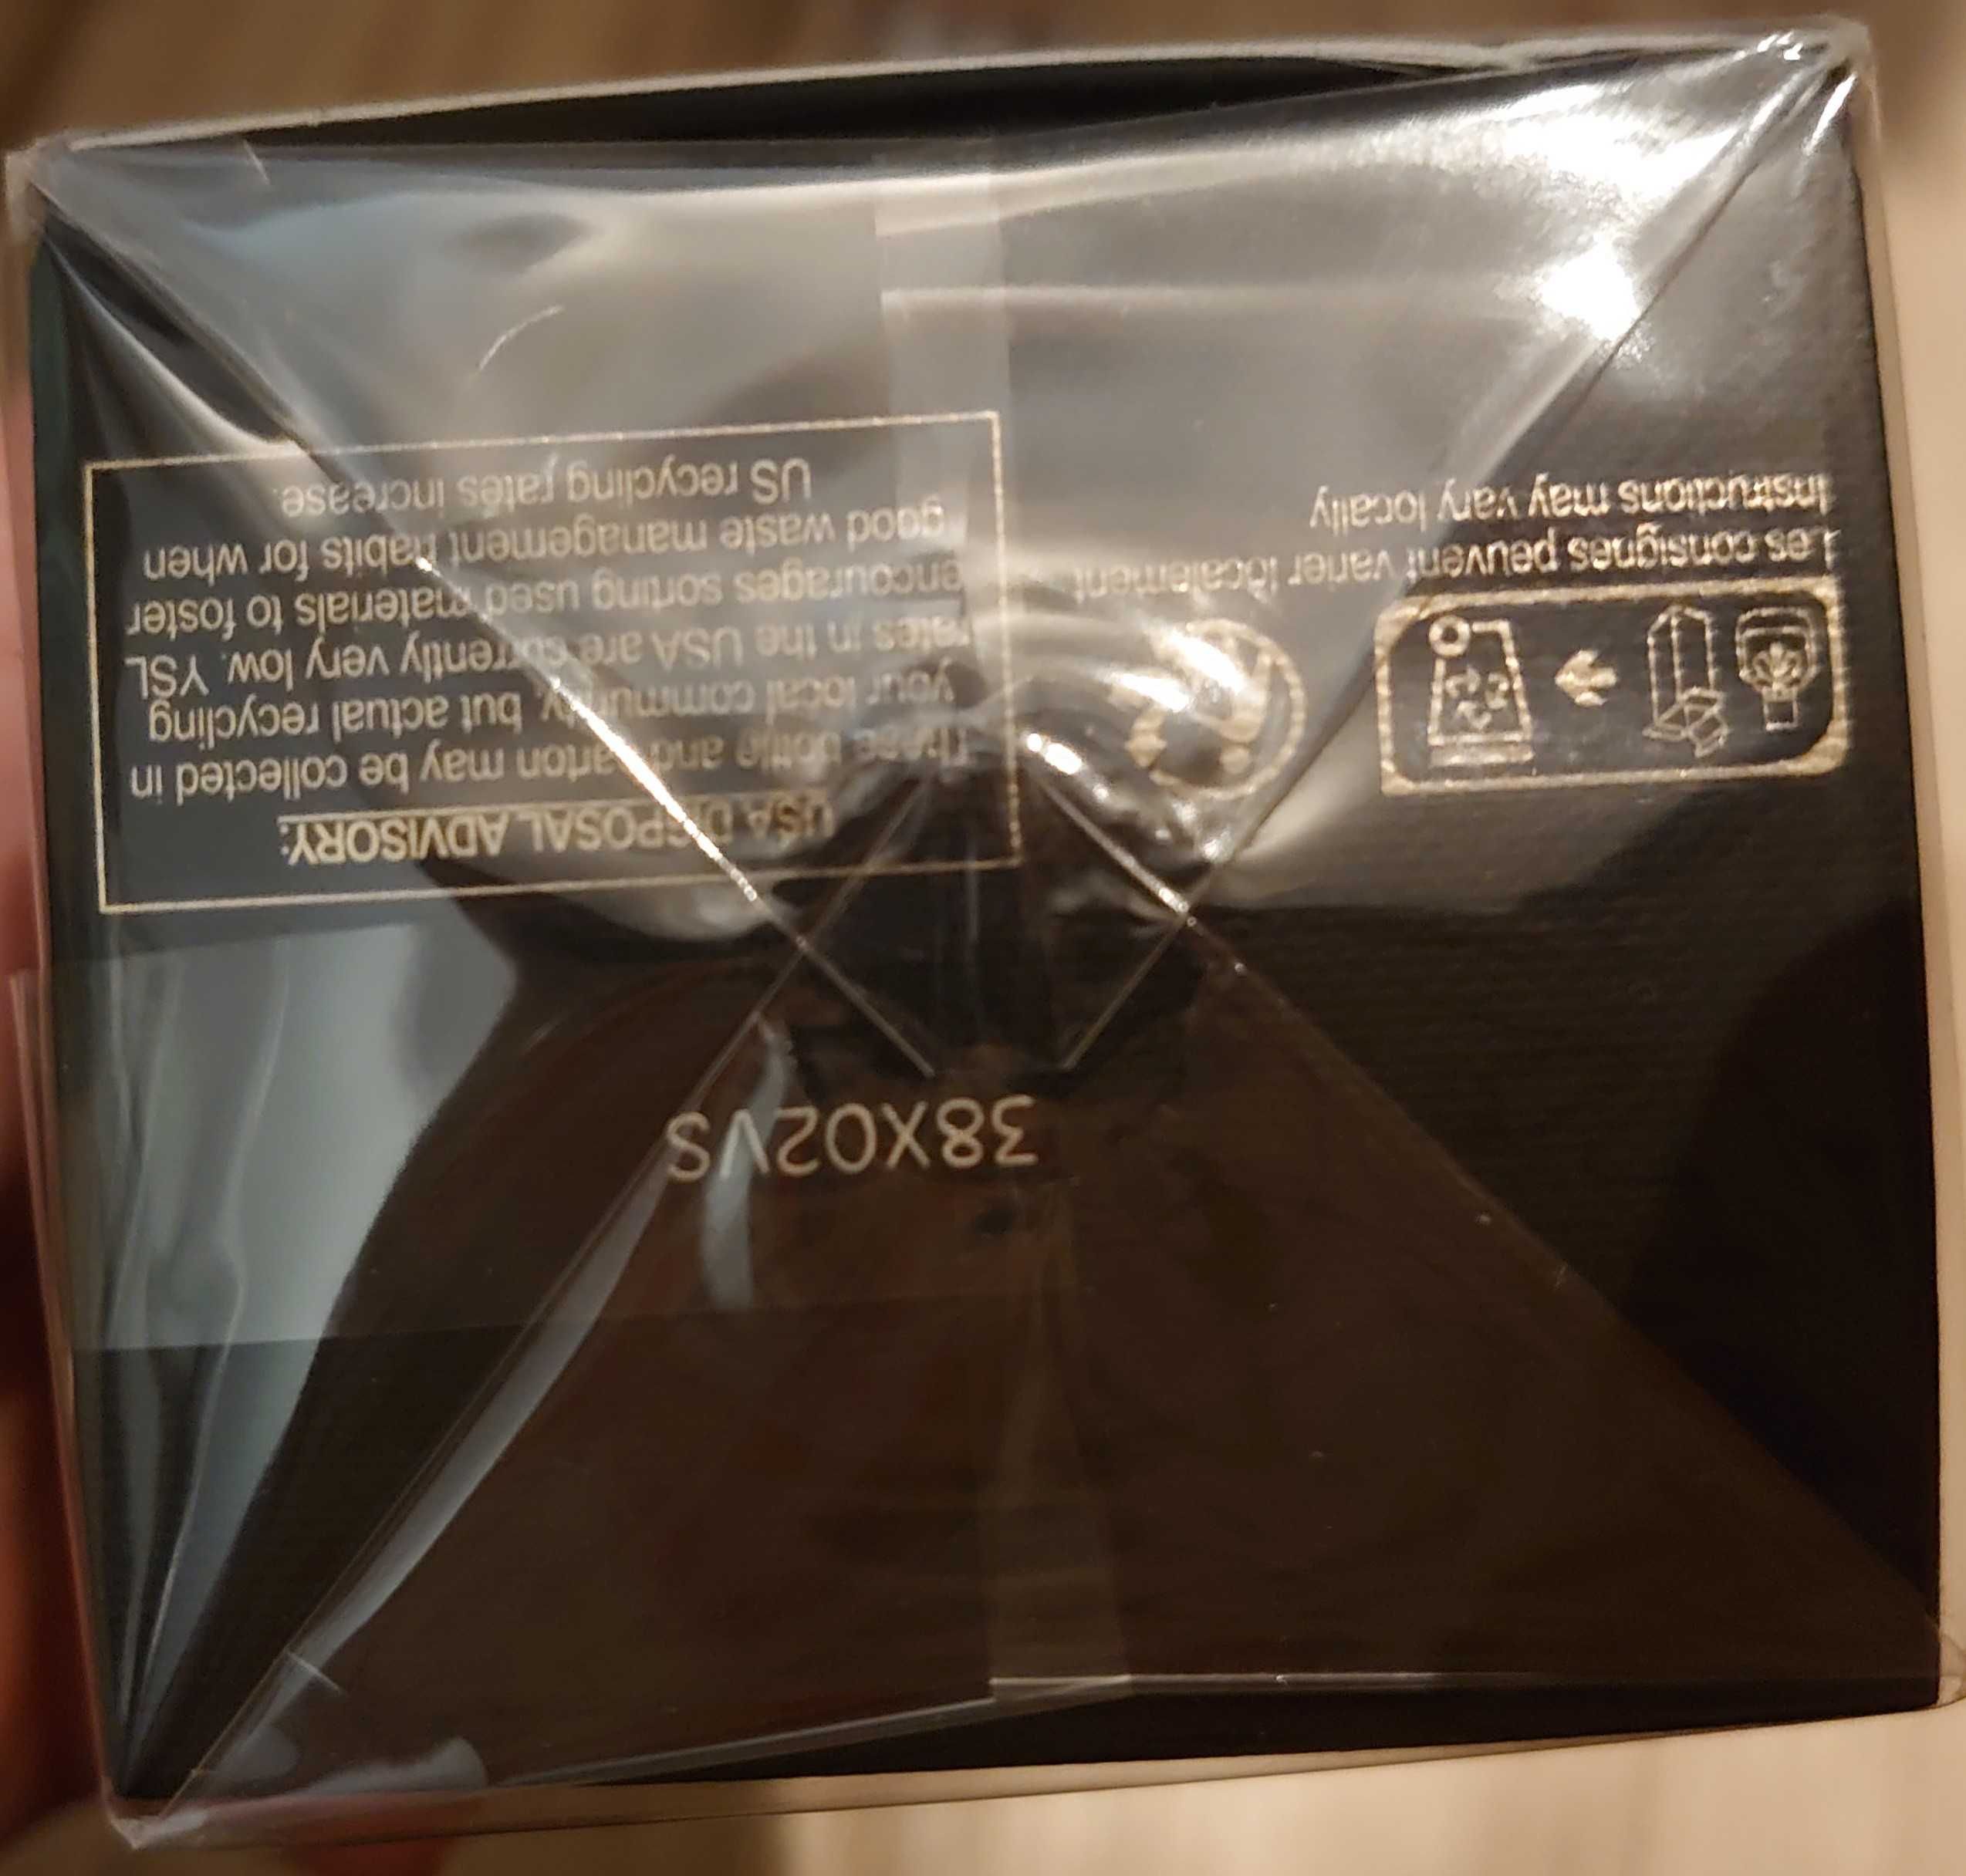 38X02VS
Les consignes peuvent varier localement
Instructions may vary locally
USA DISPOSAL ADVISORY:
These bottle and carton may be collected in
your local community, but actual recycling
rates in the USA are currently very low. YSL
encourages sorting used materials to foster
good waste management habits for when
US recycling rates increase.